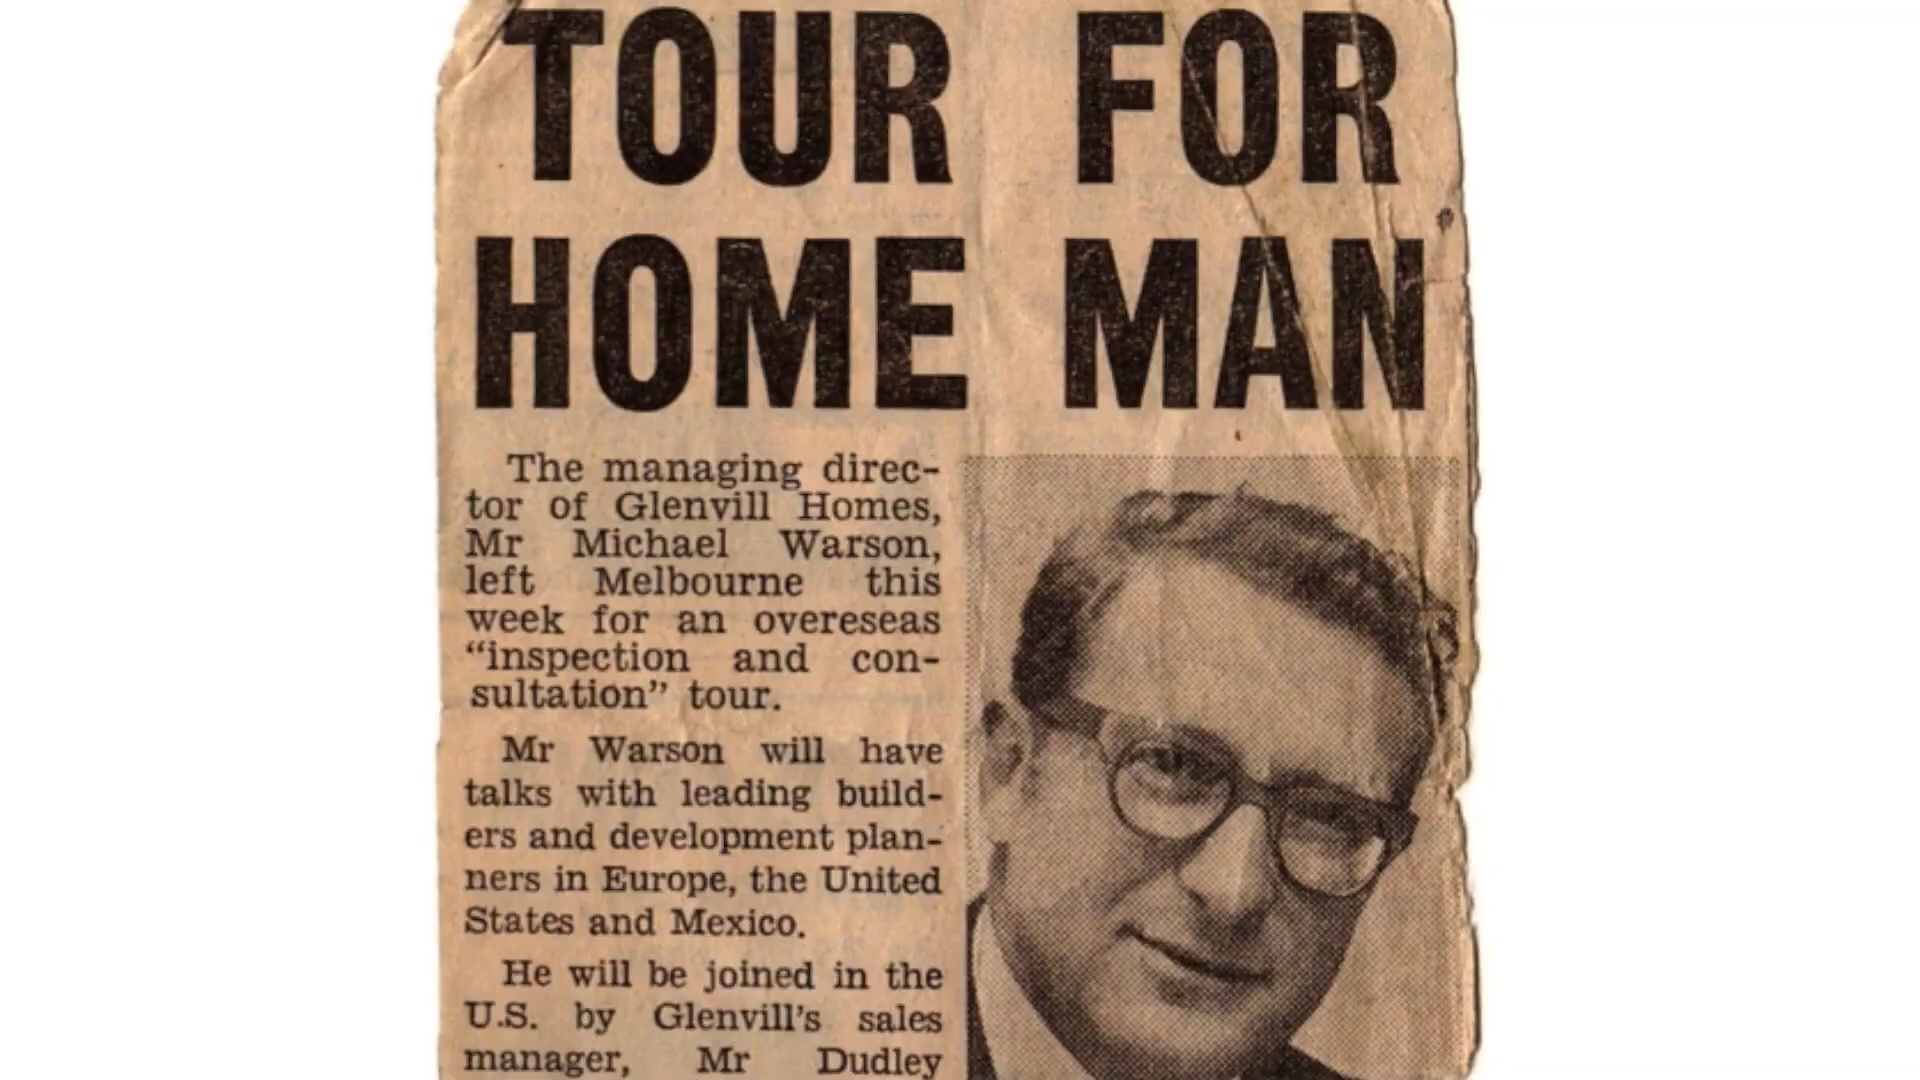 TOUR FOR
HOME MAN
The managing direc-
tor of Glenvill Homes,
Mr Michael Warson,
left Melbourne this
week for an overeseas
“inspection and con-
sultation” tour.
Mr Warson will have
talks with leading build-
ers and development plan-
ners in Europe, the United
States and Mexico.
He will be joined in the
U.S. by Glenvill's sales
manager, Mr Dudley